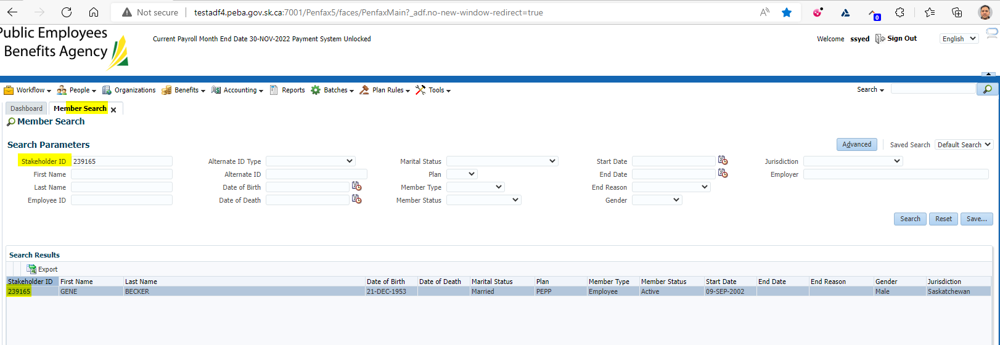 Not secure testadf4.peba.gov.sk.ca:7001/Penfax5/faces/PenfaxMain?_adf.no-new-window-redirect=true
0
Public Employees
Benefits Agency
Current Payroll Month End Date 30-NOV-2022 Payment System Unlocked
Welcome ssyed Sign Out English
Workflow People Organizations Benefits Accounting Reports Batches Plan Rules Tools Search
Dashboard Member Search
Member Search
Search Parameters
Advanced Saved Search Default Search
Stakeholder ID 239165 Alternate ID Type Marital Status Start Date Jurisdiction
First Name Alternate ID Plan End Date Employer
Last Name Date of Birth Member Type End Reason
Employee ID Date of Death Member Status Gender
Search Reset Save...
Search Results
Export
Stakeholder ID First Name Last Name Date of Birth Date of Death Marital Status Plan Member Type Member Status Start Date End Date End Reason Gender Jurisdiction
239165 GENE BECKER 21-DEC-1953 Married PEPP Employee Active 09-SEP-2002 Male Saskatchewan